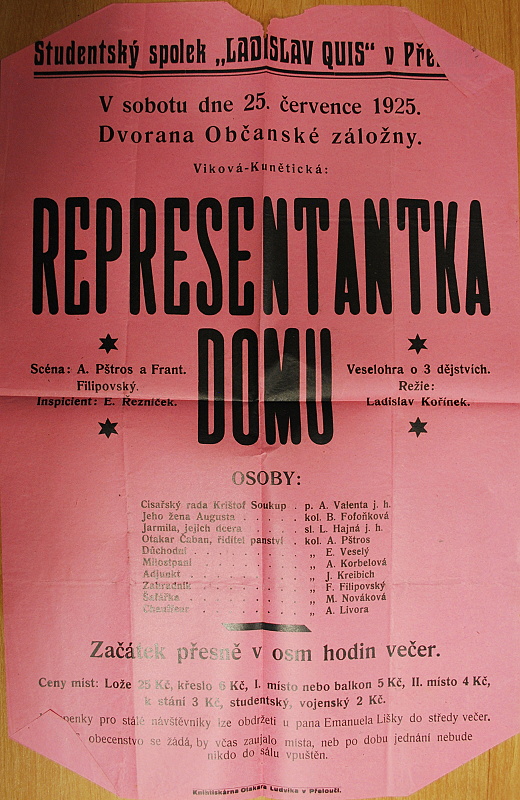 Studentský spolek „LADISLAV QUIS“ v
V sobotu dne 25. července 1925.
Dvorana Občanské záložny.
Viková-Kunětická:
REPRESENTANTKA
DOMU
Scéna: A. Pštros a Frant.
Filipovský.
Inspicient: E. Řezníček.
Veselohra o 3 dějstvích.
Režie:
Ladislav Kořínek.
OSOBY:
Císařský rada Krištof Soukup . p. A. Valenta j. h.
Jeho žena Augusta . . . . . kol. B. Fofoňková
Jarmila, jejich dcera . . . . sl. L. Hajná j. h.
Otakar Čaban, ředitel panství . kol. A. Pštros
Důchodní . . . . . . . . „ E. Veselý
Milostpaní . . . . . . . . „ A. Korbelová
Adjunkt . . . . . . . . „ J. Kreibich
Zahradník . . . . . . . . „ F. Filipovský
Šafářka . . . . . . . . „ M. Nováková
Chauffeur . . . . . . . . „ A. Livora
Začátek přesně v osm hodin večer.
Ceny míst: Lože 25 Kč, křeslo 6 Kč, I. místo nebo balkon 5 Kč, II. místo 4 Kč,
k stání 3 Kč, studentský, vojenský 2 Kč.
pro stálé návštěvníky lze obdržeti u pana Emanuela Lišky do středy večer.
obecenstvo se žádá, by včas zaujalo místa, neb po dobu jednání nebude
nikdo do sálu vpuštěn.
Knihtiskárna Otakara Ludvíka v Přelouči.